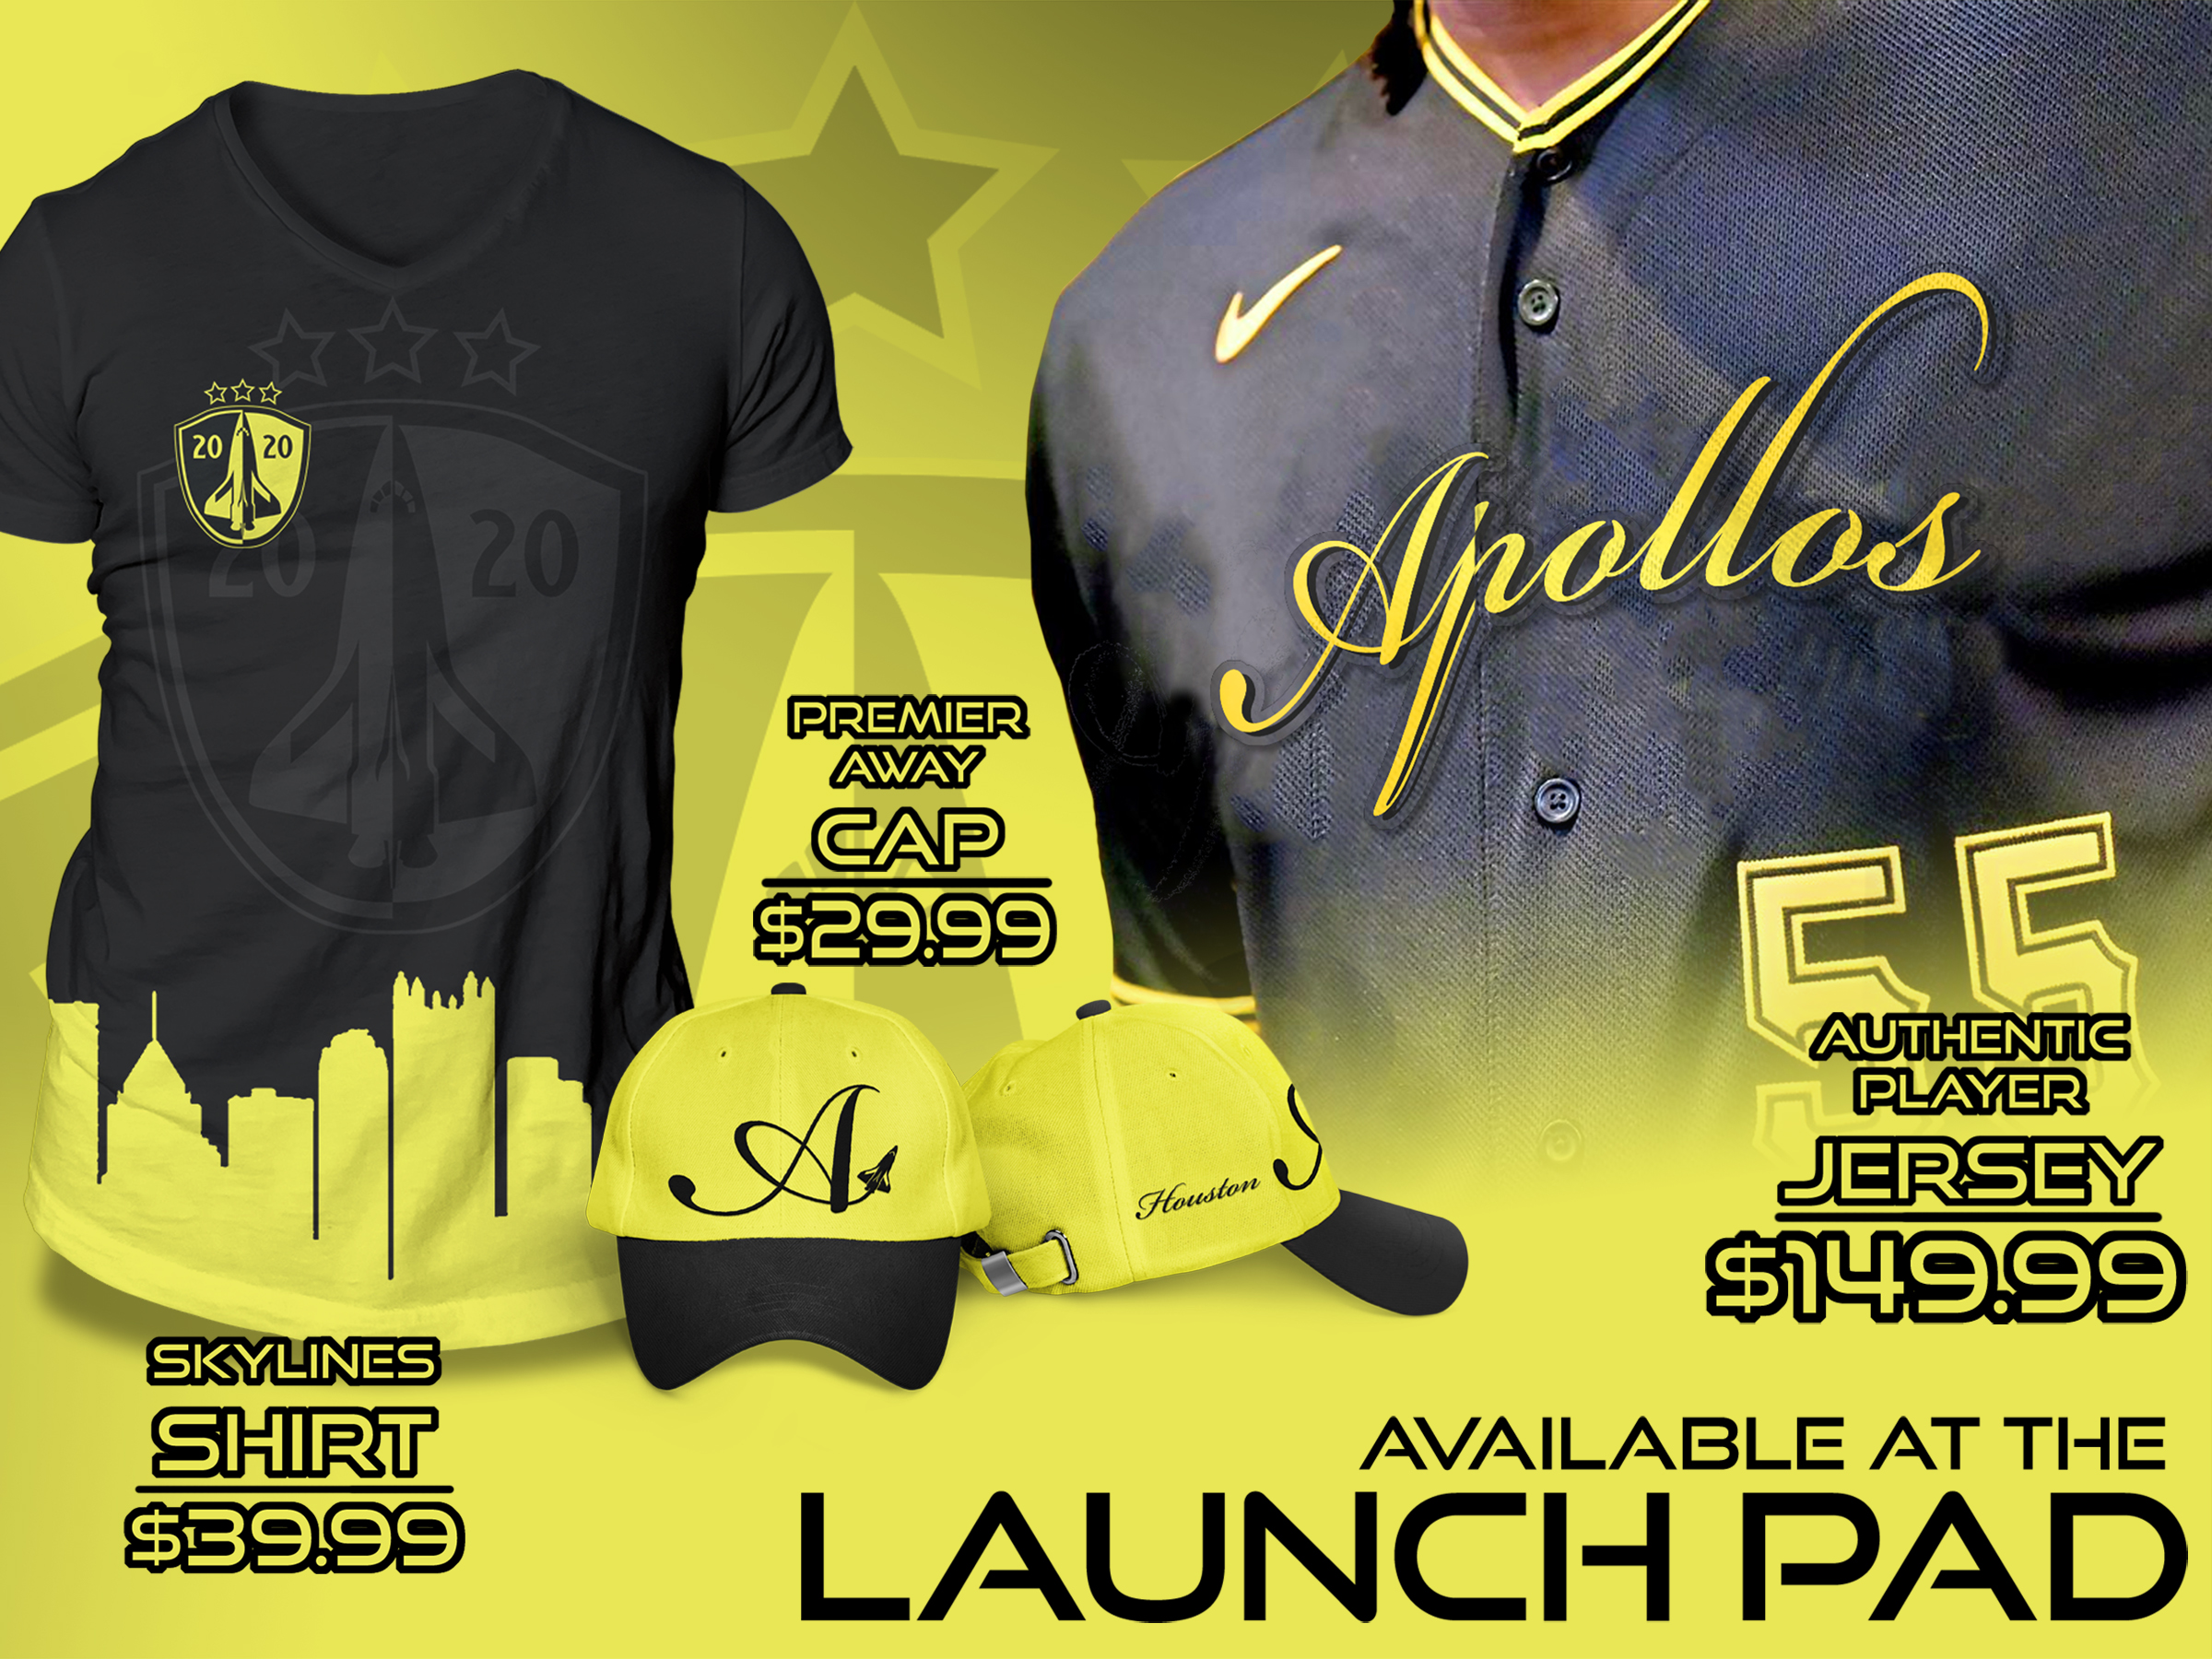 20 20
20 20
Apollos
55
PREMIER
AWAY
CAP
$29.99
A
Houston
AUTHENTIC
PLAYER
JERSEY
$149.99
SKYLINES
SHIRT
$39.99
AVAILABLE AT THE
LAUNCH PAD